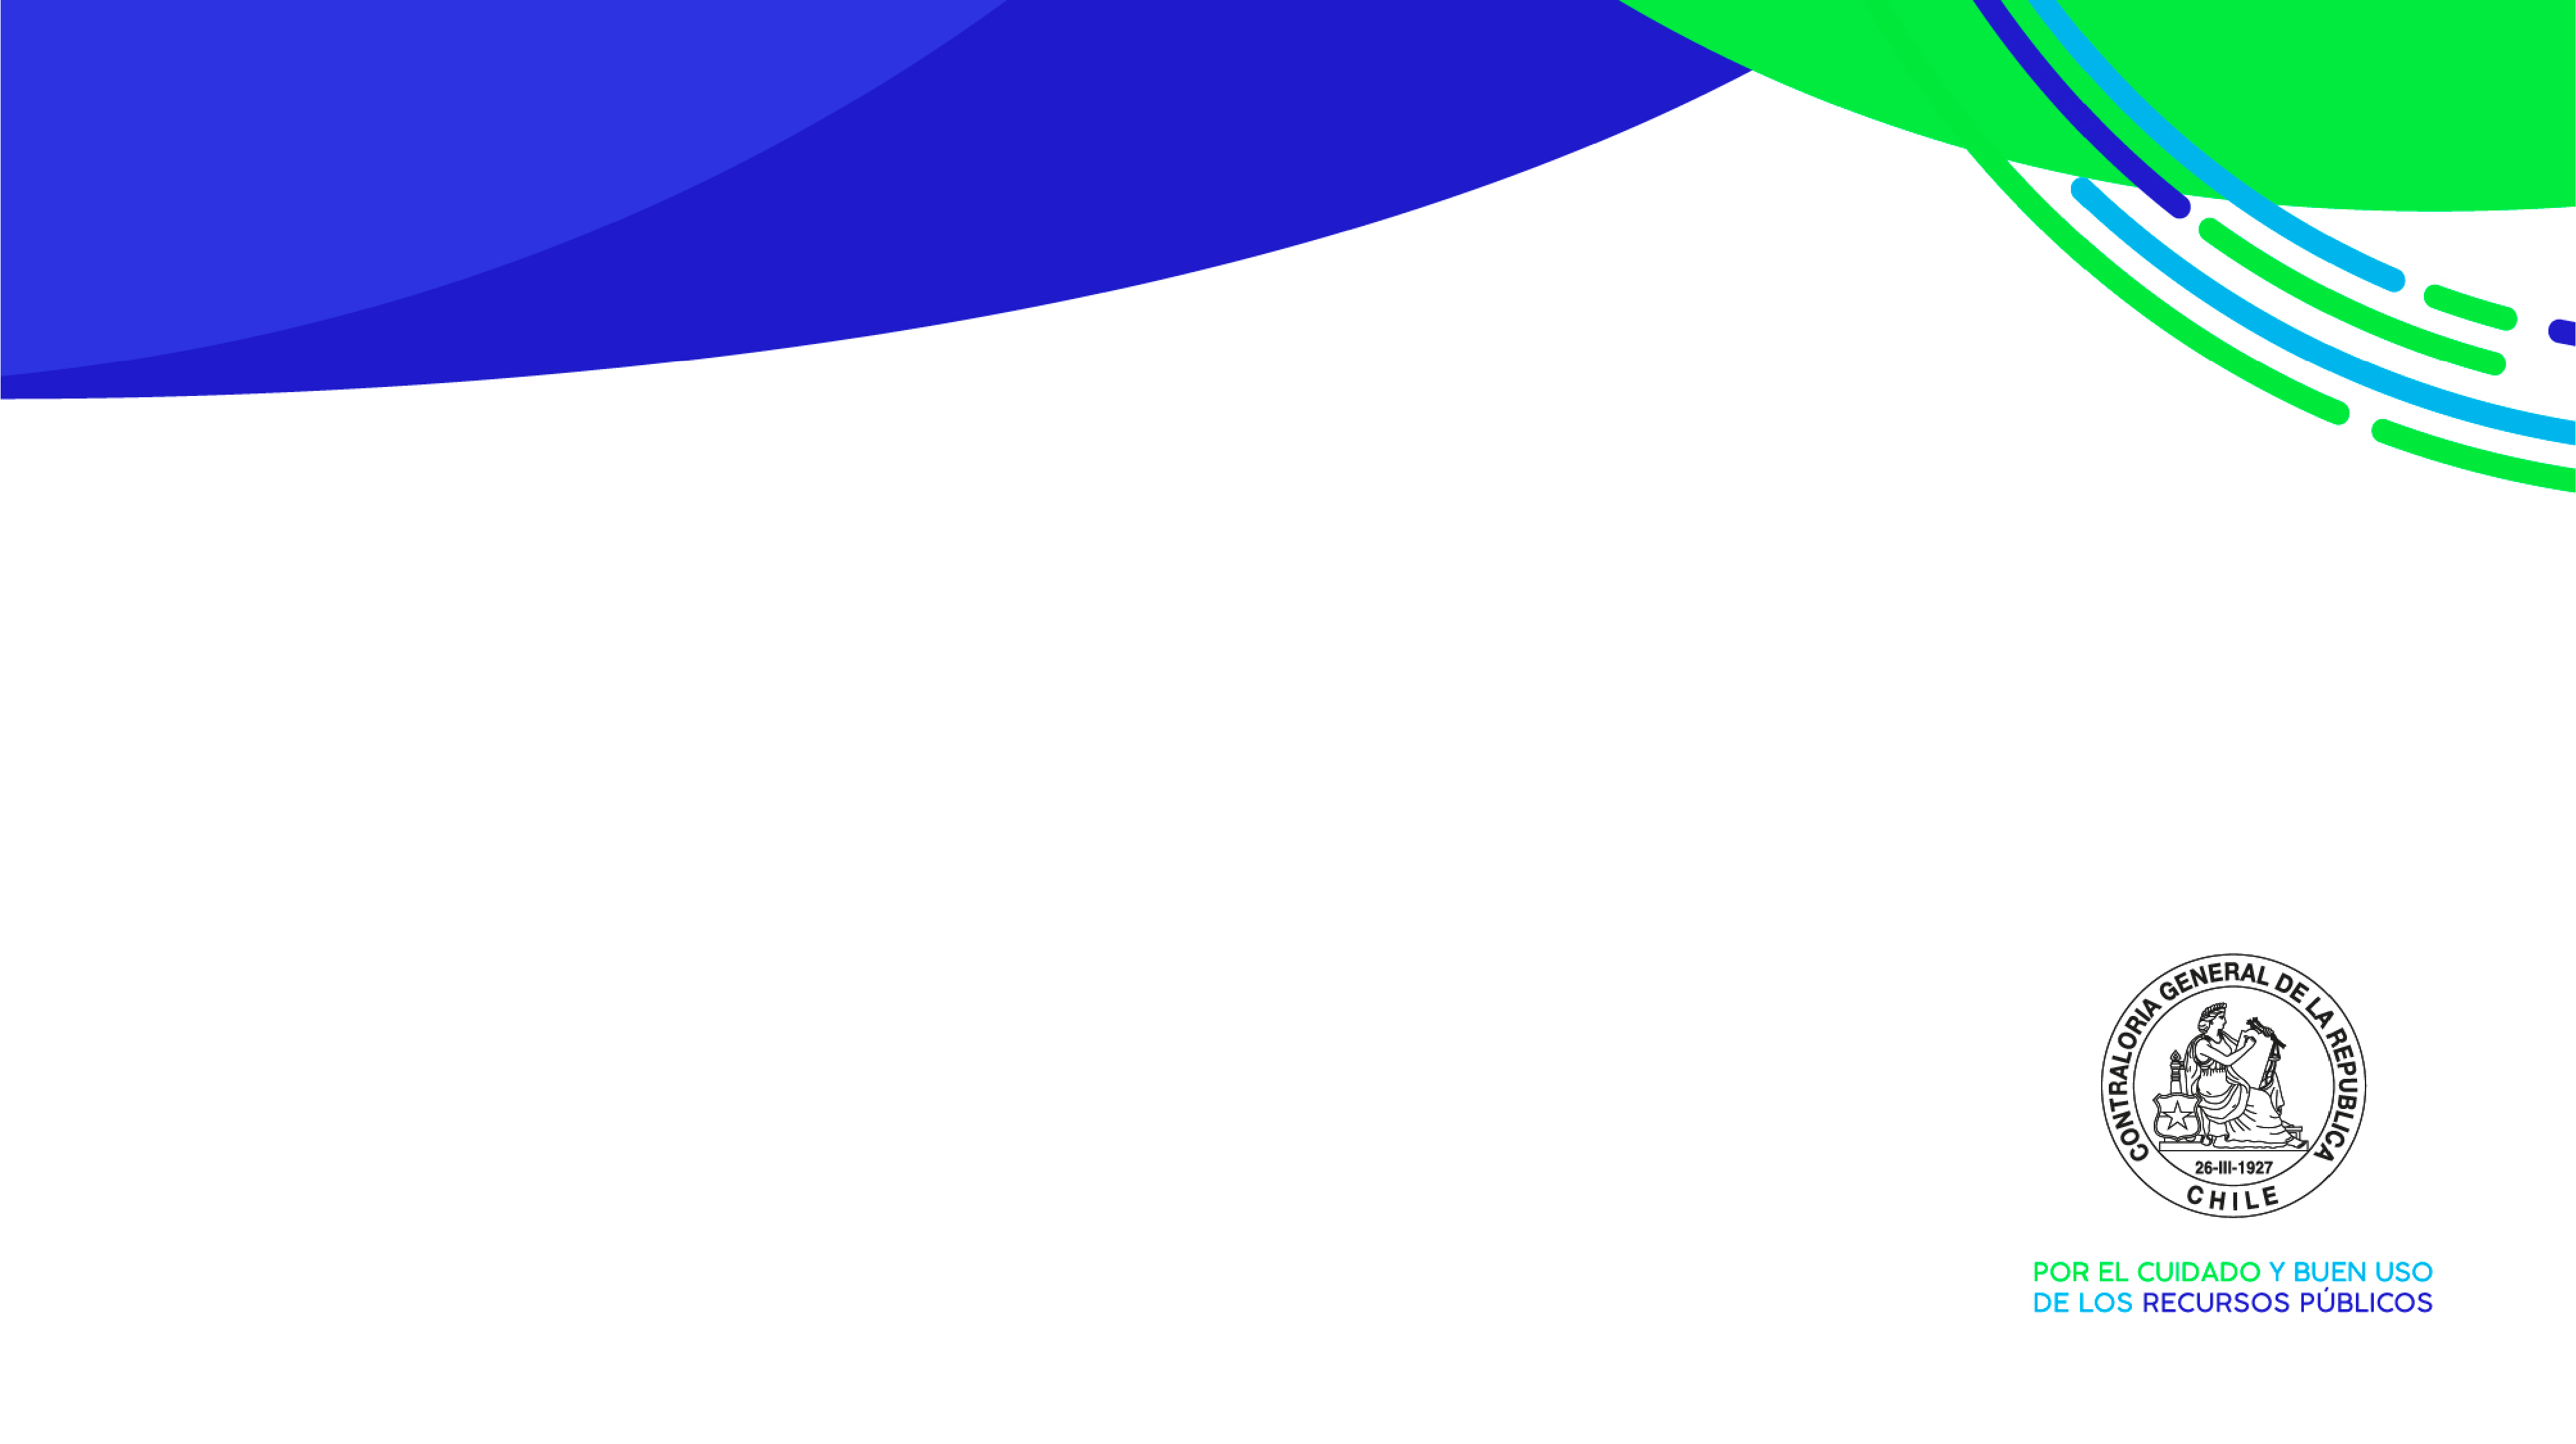 CONTRALORIA GENERAL DE LA REPUBLICA
26-III-1927
CHILE
POR EL CUIDADO Y BUEN USO
DE LOS RECURSOS PÚBLICOS